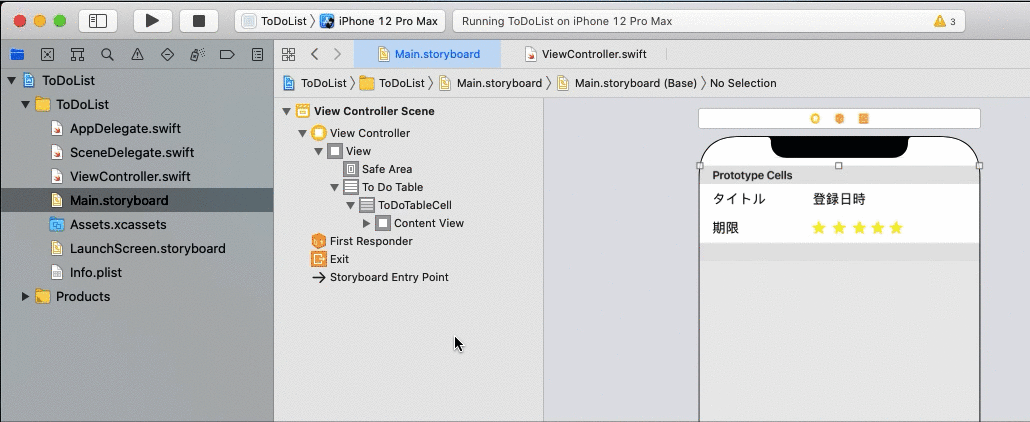 ToDoList 〉 iPhone 12 Pro Max
Running ToDoList on iPhone 12 Pro Max
3
Main.storyboard
ViewController.swift
ToDoList 〉 ToDoList 〉 Main.storyboard 〉 Main.storyboard (Base) 〉 No Selection
ToDoList
ToDoList
AppDelegate.swift
SceneDelegate.swift
ViewController.swift
Main.storyboard
Assets.xcassets
LaunchScreen.storyboard
Info.plist
Products
View Controller Scene
View Controller
View
Safe Area
To Do Table
ToDoTableCell
Content View
First Responder
Exit
Storyboard Entry Point
Prototype Cells
タイトル 登録日時
期限 ★ ★ ★ ★ ★